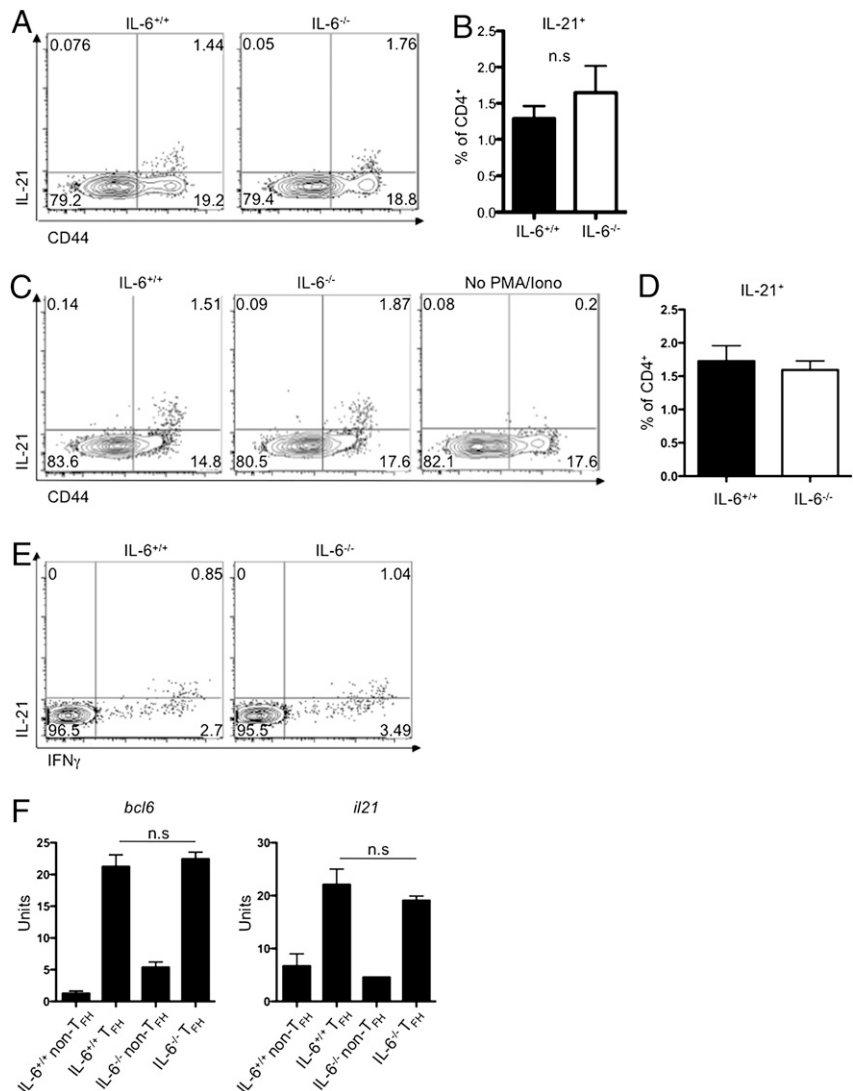 A
IL-6+/+
IL-6-/-
0.076
1.44
0.05
1.76
79.2
19.2
79.4
18.8
IL-21
CD44
B
IL-21+
n.s
2.5
2.0
1.5
1.0
0.5
0.0
% of CD4+
IL-6+/+
IL-6-/-
C
IL-6+/+
IL-6-/-
No PMA/Iono
0.14
1.51
0.09
1.87
0.08
0.2
83.6
14.8
80.5
17.6
82.1
17.6
IL-21
CD44
D
IL-21+
2.5
2.0
1.5
1.0
0.5
0.0
% of CD4+
IL-6+/+
IL-6-/-
E
IL-6+/+
IL-6-/-
0
0.85
0
1.04
96.5
2.7
95.5
3.49
IL-21
IFNγ
F
bcl6
n.s
25
20
15
10
5
0
Units
IL-6+/+ non-TFH
IL-6+/+ TFH
IL-6-/- non-TFH
IL-6-/- TFH
il21
n.s
30
20
10
0
Units
IL-6+/+ non-TFH
IL-6+/+ TFH
IL-6-/- non-TFH
IL-6-/- TFH